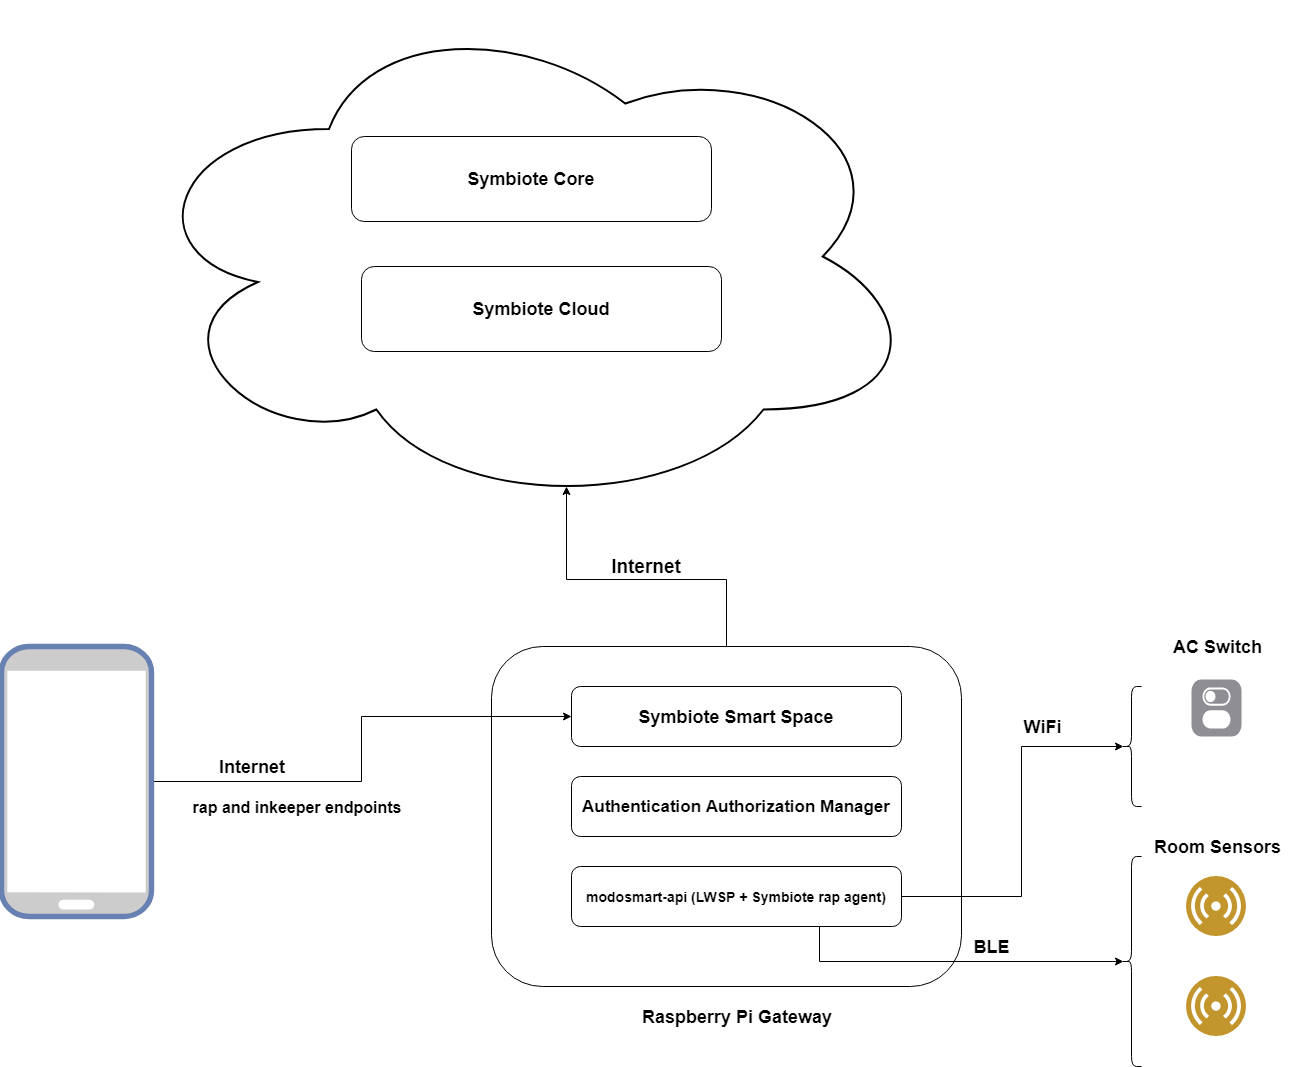 Symbiote Core
Symbiote Cloud
Internet
AC Switch
Symbiote Smart Space
WiFi
Internet
rap and inkeeper endpoints
Authentication Authorization Manager
Room Sensors
modosmart-api (LWSP + Symbiote rap agent)
BLE
Raspberry Pi Gateway